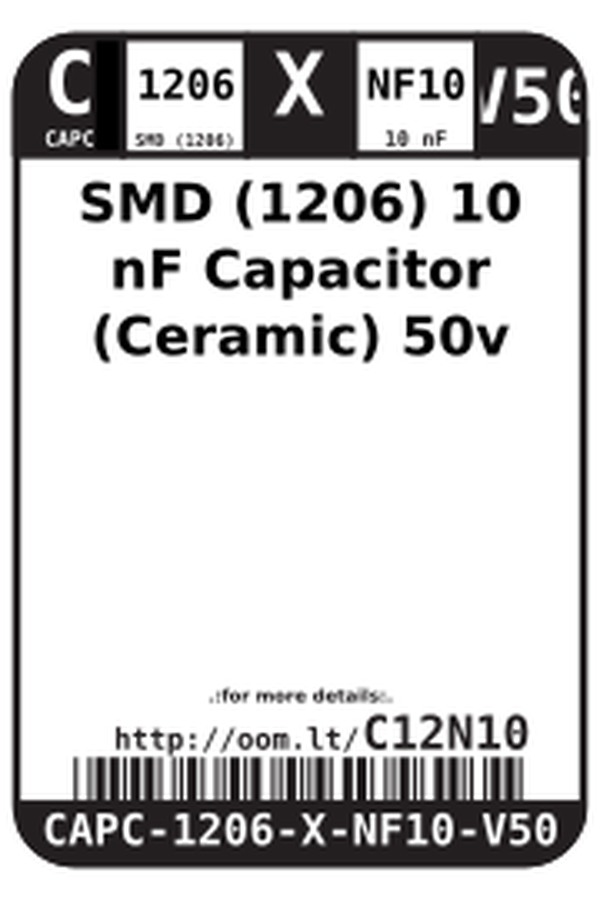 C 1206 X NF10 V50
CAPC SMD (1206) 10 nF
SMD (1206) 10
nF Capacitor
(Ceramic) 50v
.:for more details:.
http://oom.lt/C12N10
CAPC-1206-X-NF10-V50